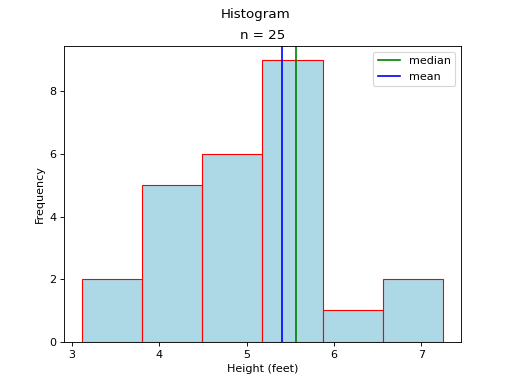 Histogram
n = 25
median
mean
8
6
4
2
0
Frequency
3 4 5 6 7
Height (feet)